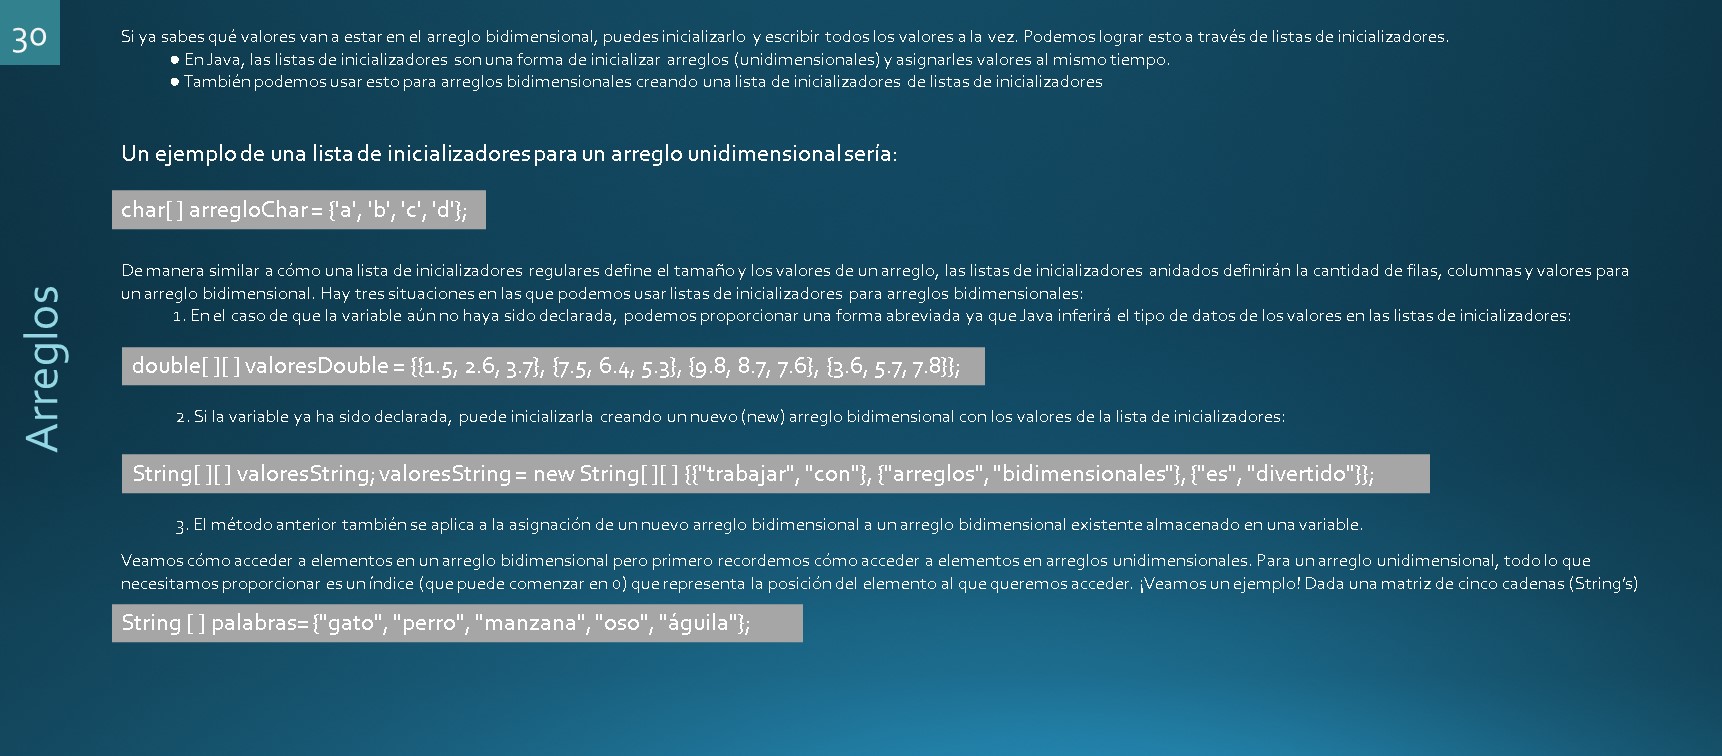 30
Si ya sabes qué valores van a estar en el arreglo bidimensional, puedes inicializarlo y escribir todos los valores a la vez. Podemos lograr esto a través de listas de inicializadores.
● En Java, las listas de inicializadores son una forma de inicializar arreglos (unidimensionales) y asignarles valores al mismo tiempo.
● También podemos usar esto para arreglos bidimensionales creando una lista de inicializadores de listas de inicializadores
Un ejemplo de una lista de inicializadores para un arreglo unidimensional sería:
char[ ] arregloChar = {'a', 'b', 'c', 'd'};
De manera similar a cómo una lista de inicializadores regulares define el tamaño y los valores de un arreglo, las listas de inicializadores anidados definirán la cantidad de filas, columnas y valores para
un arreglo bidimensional. Hay tres situaciones en las que podemos usar listas de inicializadores para arreglos bidimensionales:
1. En el caso de que la variable aún no haya sido declarada, podemos proporcionar una forma abreviada ya que Java inferirá el tipo de datos de los valores en las listas de inicializadores:
double[ ][ ] valoresDouble = {{1.5, 2.6, 3.7}, {7.5, 6.4, 5.3}, {9.8, 8.7, 7.6}, {3.6, 5.7, 7.8}};
2. Si la variable ya ha sido declarada, puede inicializarla creando un nuevo (new) arreglo bidimensional con los valores de la lista de inicializadores:
String[ ][ ] valoresString; valoresString = new String[ ][ ] {{"trabajar", "con"}, {"arreglos", "bidimensionales"}, {"es", "divertido"}};
3. El método anterior también se aplica a la asignación de un nuevo arreglo bidimensional a un arreglo bidimensional existente almacenado en una variable.
Veamos cómo acceder a elementos en un arreglo bidimensional pero primero recordemos cómo acceder a elementos en arreglos unidimensionales. Para un arreglo unidimensional, todo lo que
necesitamos proporcionar es un índice (que puede comenzar en 0) que representa la posición del elemento al que queremos acceder. ¡Veamos un ejemplo! Dada una matriz de cinco cadenas (String's)
String [ ] palabras= {"gato", "perro", "manzana", "oso", "águila"};
Arreglos